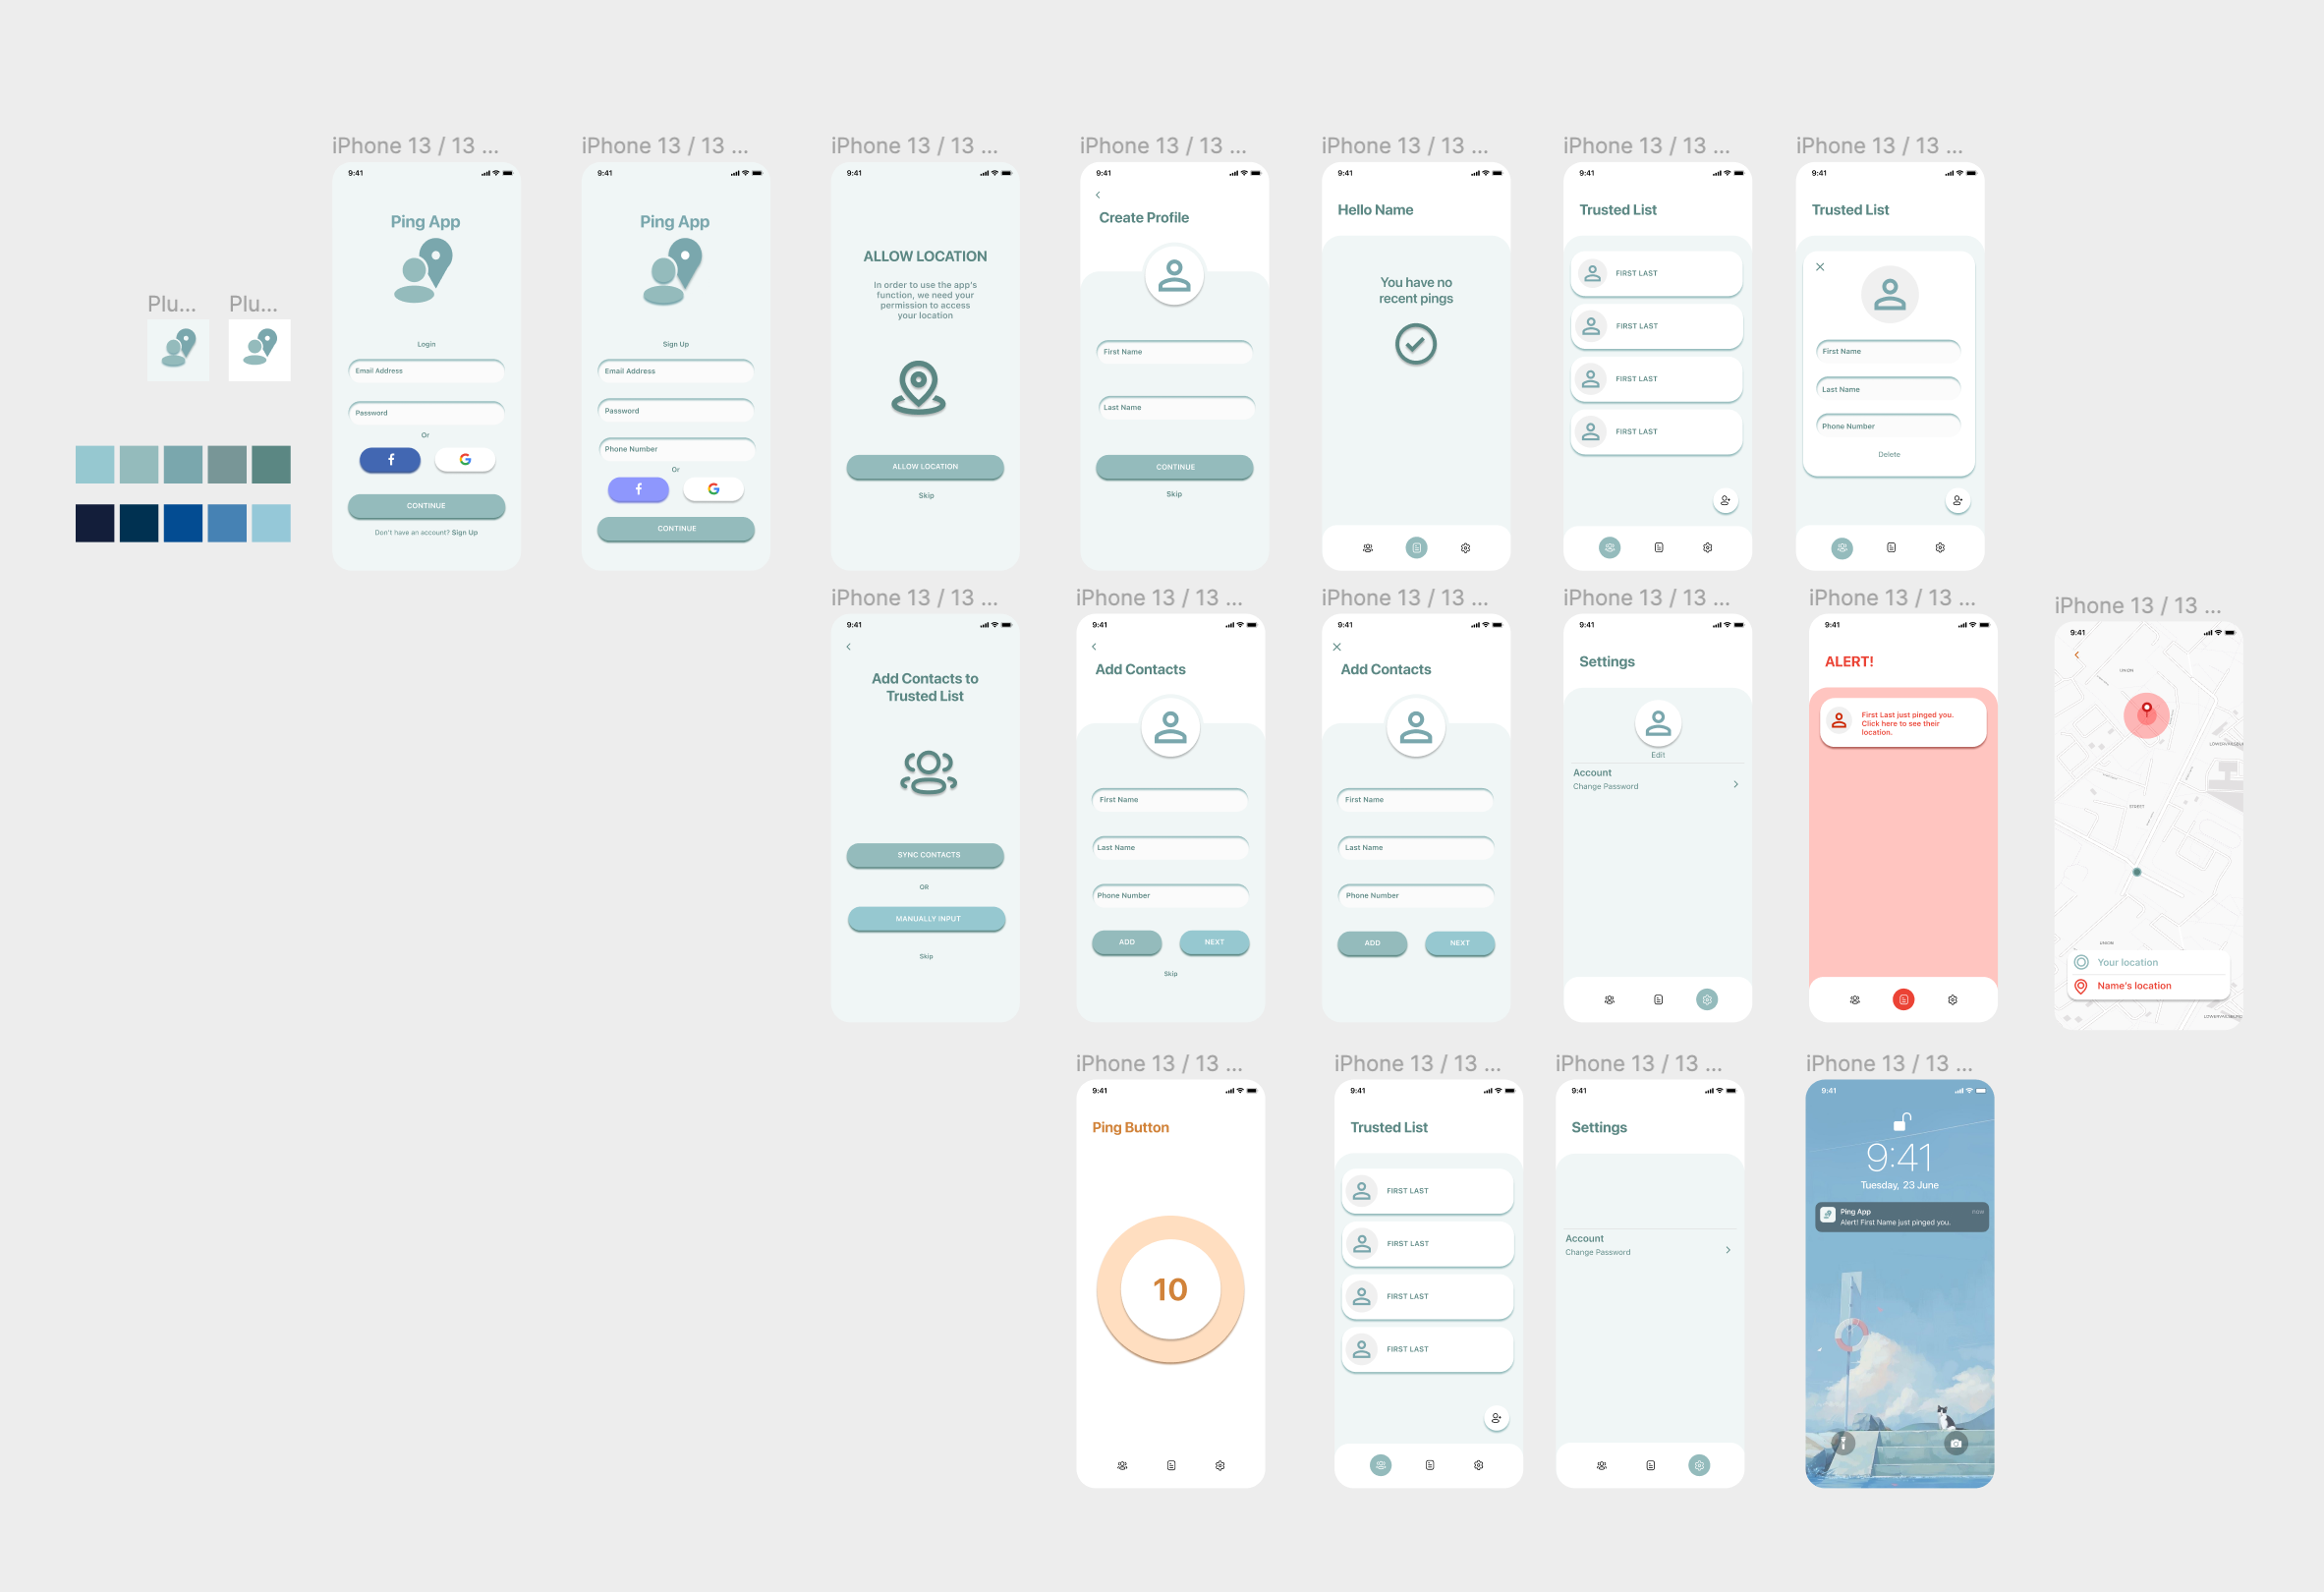 iPhone 13 / 13 ...
9:41
Ping App
Login
Email Address
Password
Or
CONTINUE
Don't have an account? Sign Up
iPhone 13 / 13 ...
9:41
Ping App
Sign Up
Email Address
Password
Phone Number
Or
CONTINUE
iPhone 13 / 13 ...
9:41
ALLOW LOCATION
In order to use the app's
function, we need your
permission to access
your location
ALLOW LOCATION
Skip
iPhone 13 / 13 ...
9:41
Create Profile
First Name
Last Name
CONTINUE
Skip
iPhone 13 / 13 ...
9:41
Hello Name
You have no
recent pings
iPhone 13 / 13 ...
9:41
Trusted List
FIRST LAST
FIRST LAST
FIRST LAST
FIRST LAST
iPhone 13 / 13 ...
9:41
Trusted List
First Name
Last Name
Phone Number
Delete
Plu...
Plu...
iPhone 13 / 13 ...
9:41
Add Contacts to
Trusted List
SYNC CONTACTS
OR
MANUALLY INPUT
Skip
iPhone 13 / 13 ...
9:41
Add Contacts
First Name
Last Name
Phone Number
ADD
NEXT
Skip
iPhone 13 / 13 ...
9:41
Add Contacts
First Name
Last Name
Phone Number
ADD
NEXT
iPhone 13 / 13 ...
9:41
Settings
Edit
Account
Change Password
iPhone 13 / 13 ...
9:41
ALERT!
First Last just pinged you.
Click here to see their
location.
iPhone 13 / 13 ...
9:41
UNION
STREET
UNION
Your location
Name's location
iPhone 13 / 13 ...
9:41
Ping Button
10
iPhone 13 / 13 ...
9:41
Trusted List
FIRST LAST
FIRST LAST
FIRST LAST
FIRST LAST
iPhone 13 / 13 ...
9:41
Settings
Account
Change Password
iPhone 13 / 13 ...
9:41
9:41
Tuesday, 23 June
Ping App
now
Alert! First Name just pinged you.